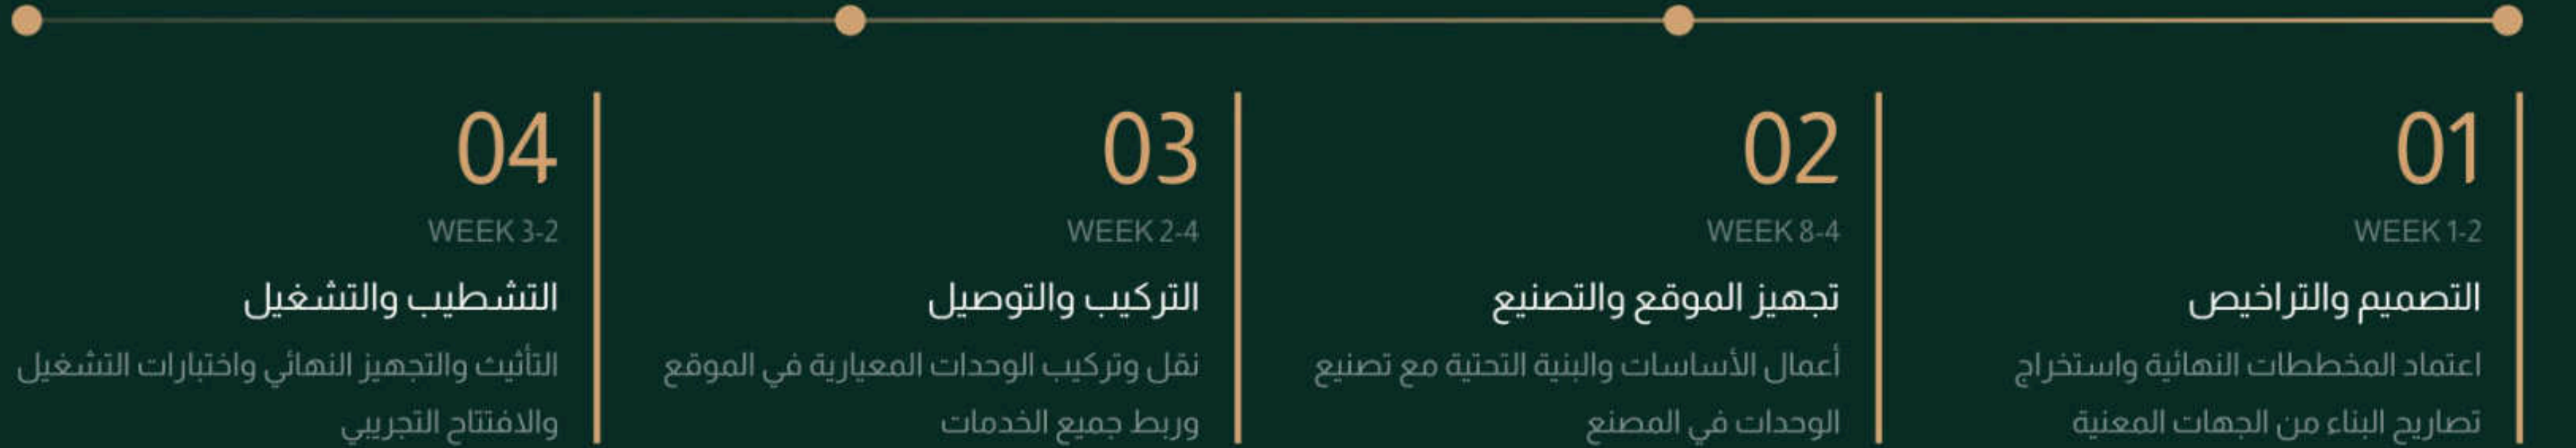 01
WEEK 1-2
التصميم والتراخيص
اعتماد المخططات النهائية واستخراج
تصاريح البناء من الجهات المعنية
02
WEEK 8-4
تجهيز الموقع والتصنيع
أعمال الأساسات والبنية التحتية مع تصنيع
الوحدات في المصنع
03
WEEK 2-4
التركيب والتوصيل
نقل وتركيب الوحدات المعيارية في الموقع
وربط جميع الخدمات
04
WEEK 3-2
التشطيب والتشغيل
التأثيث والتجهيز النهائي واختبارات التشغيل
والافتتاح التجريبي